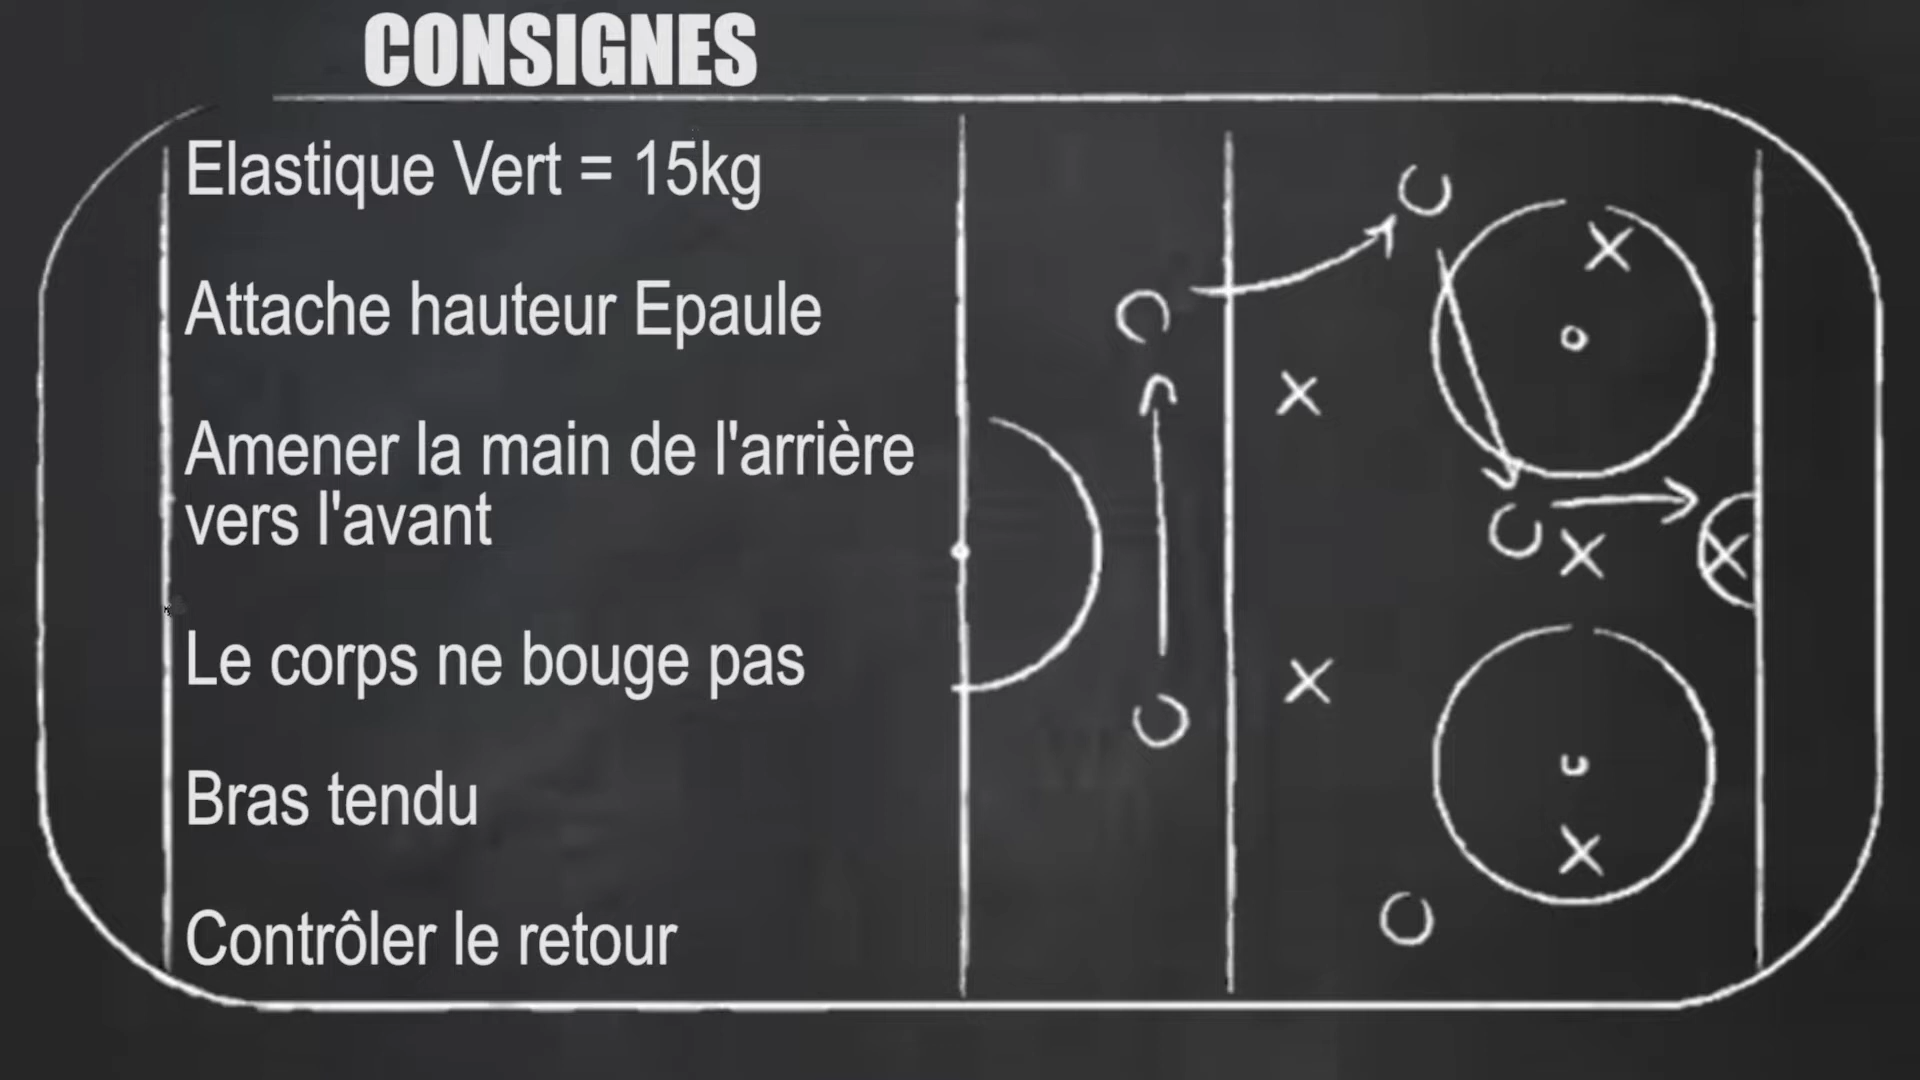 CONSIGNES
Elastique Vert = 15kg
Attache hauteur Epaule
Amener la main de l'arrière
vers l'avant
Le corps ne bouge pas
Bras tendu
Contrôler le retour